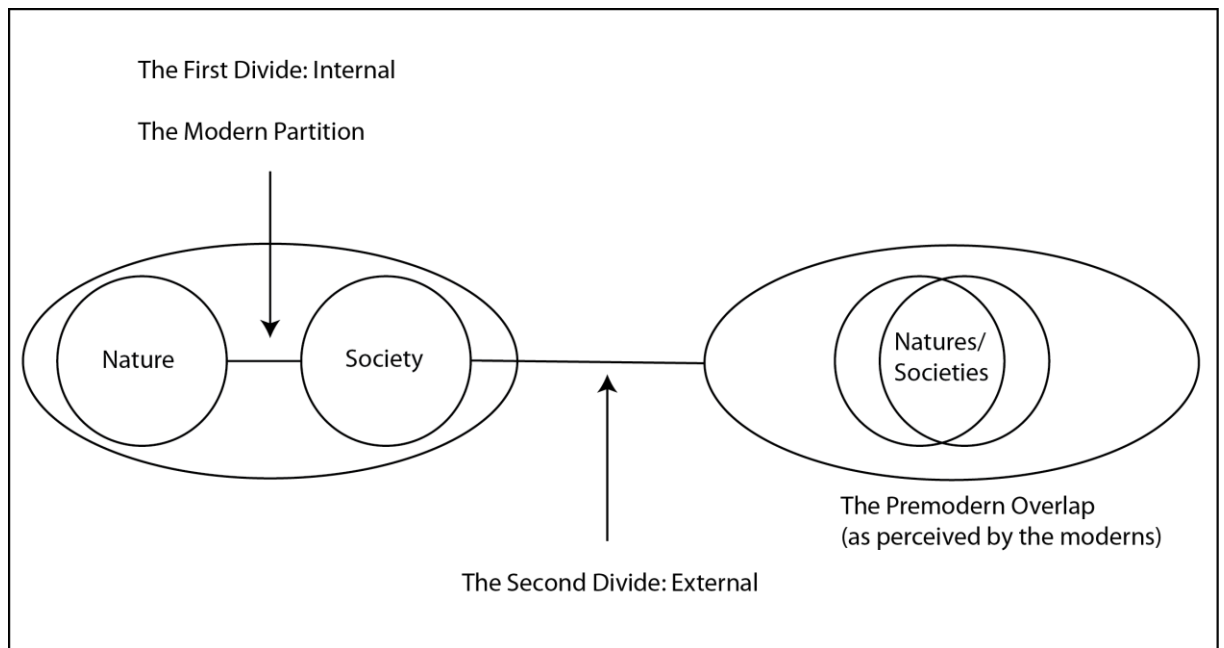 The First Divide: Internal
The Modern Partition
Nature
Society
Natures/
Societies
The Premodern Overlap
(as perceived by the moderns)
The Second Divide: External